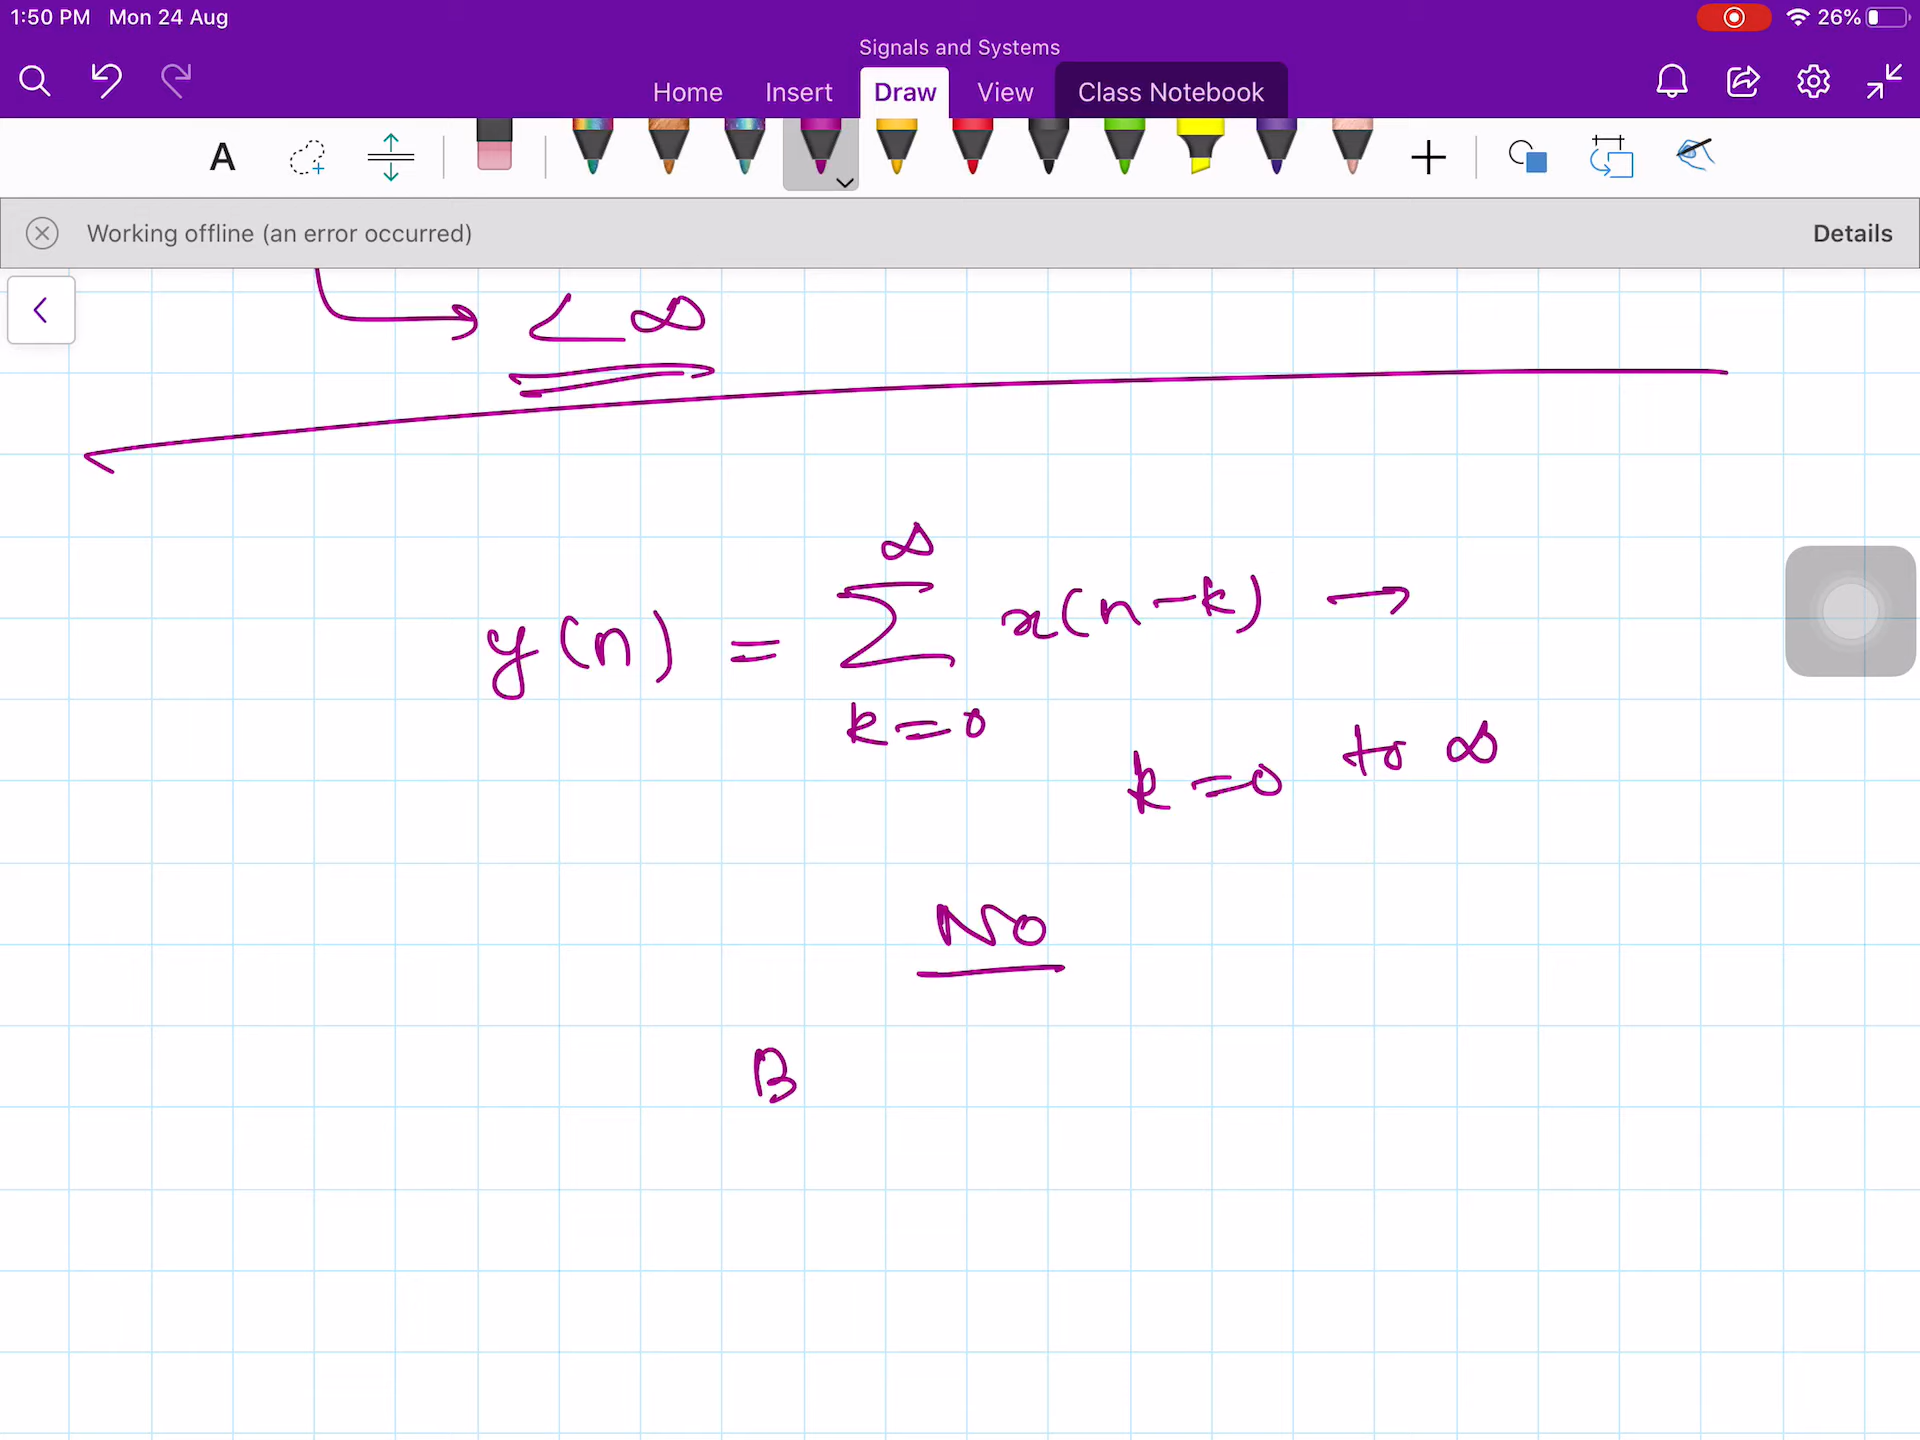 1:50 PM Mon 24 Aug 26%
Signals and Systems
Home Insert Draw View Class Notebook
A
Working offline (an error occurred) Details
< ∞
y(n) = ∞ ∑ k=0 x(n-k) →
k=0 to ∞
No
B